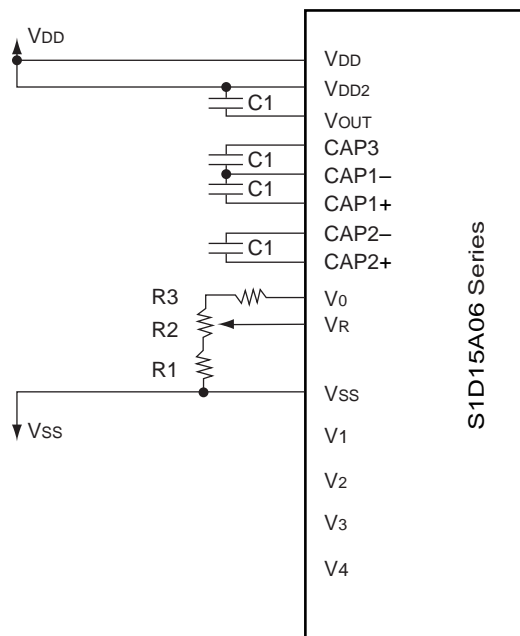 VDD
VDD
VDD2
C1
VOUT
C1
CAP3
CAP1–
C1
CAP1+
CAP2–
C1
CAP2+
R3
V0
R2
VR
R1
VSS
VSS
V1
V2
V3
V4
S1D15A06 Series